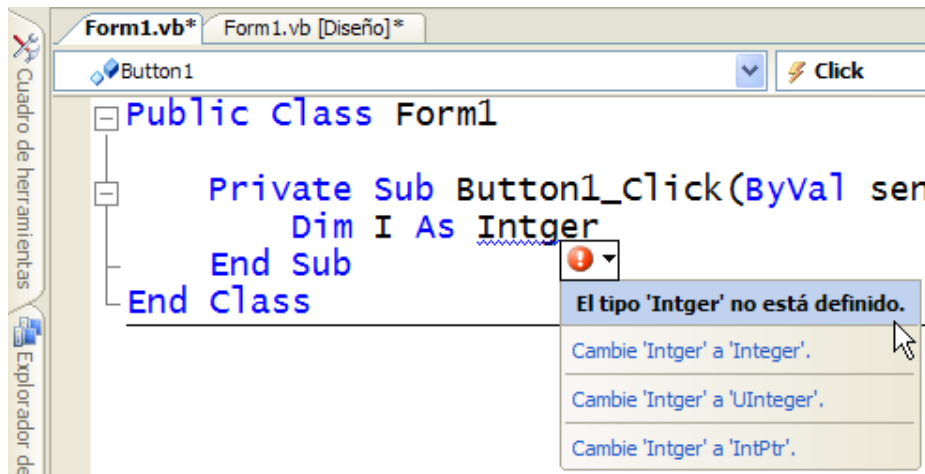 Form1.vb* Form1.vb [Diseño]*
Button1 Click
Cuadro de herramientas
Explorador de
Public Class Form1
Private Sub Button1_Click(ByVal sen
Dim I As Intger
End Sub
End Class
El tipo 'Intger' no está definido.
Cambie 'Intger' a 'Integer'.
Cambie 'Intger' a 'UInteger'.
Cambie 'Intger' a 'IntPtr'.